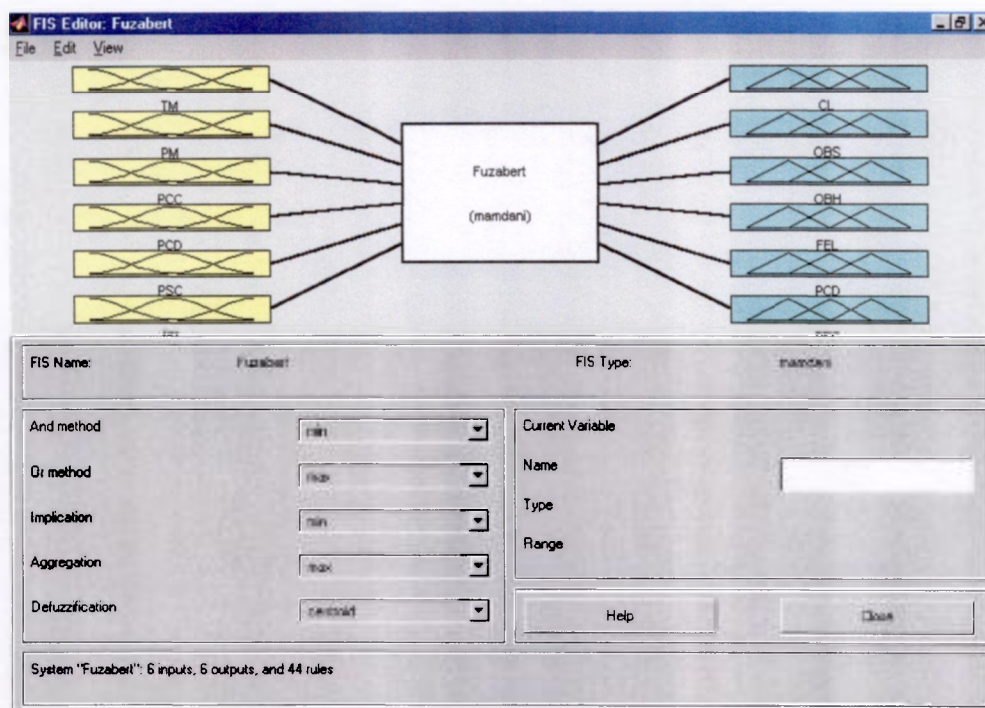 FIS Editor: Fuzabert
File Edit View
TM
PM
PCC
PCD
PSC
Fuzabert
(mamdani)
CL
OBS
OBH
FEL
PCD
FIS Name: Fuzabert FIS Type: mamdani
And method min
Or method max
Implication min
Aggregation max
Defuzzification centroid
Current Variable
Name
Type
Range
Help Close
System "Fuzabert": 6 inputs, 6 outputs, and 44 rules